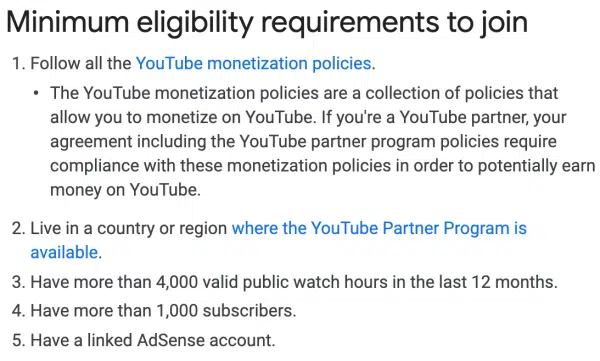 Minimum eligibility requirements to join
1. Follow all the YouTube monetization policies.
• The YouTube monetization policies are a collection of policies that
allow you to monetize on YouTube. If you're a YouTube partner, your
agreement including the YouTube partner program policies require
compliance with these monetization policies in order to potentially earn
money on YouTube.
2. Live in a country or region where the YouTube Partner Program is
available.
3. Have more than 4,000 valid public watch hours in the last 12 months.
4. Have more than 1,000 subscribers.
5. Have a linked AdSense account.